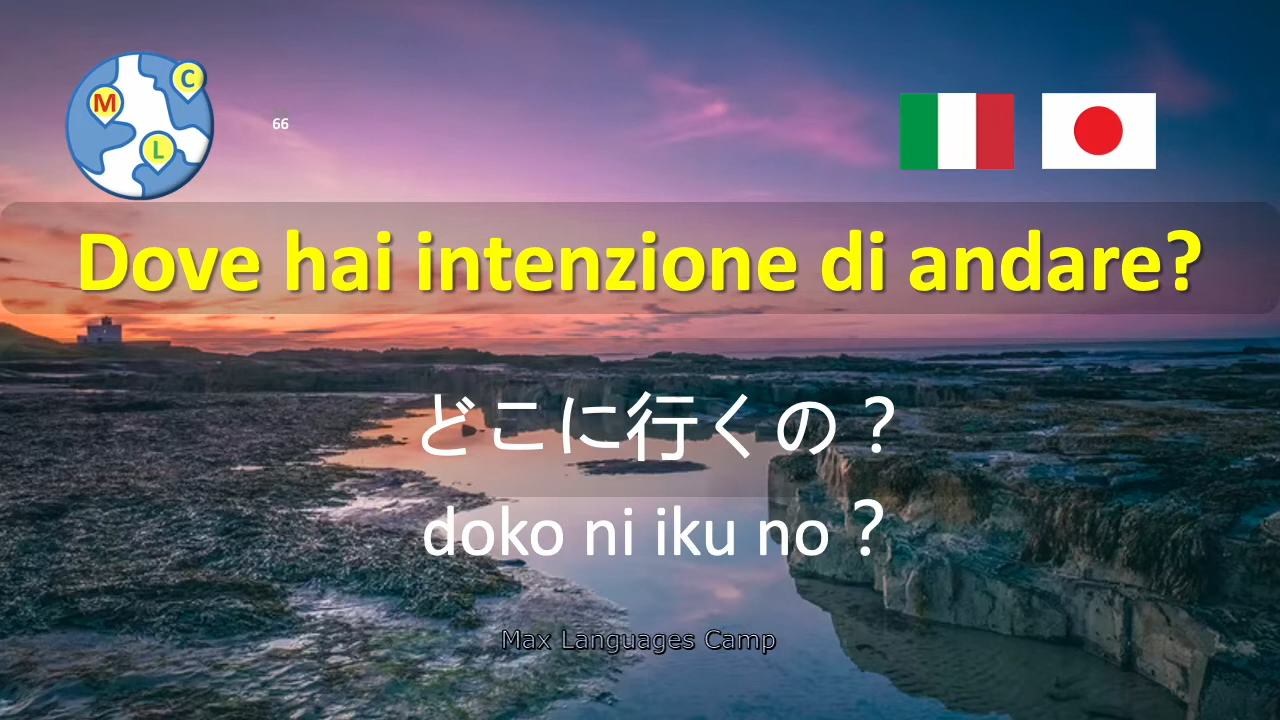 M
C
L
66
Dove hai intenzione di andare?
どこに行くの？
doko ni iku no？
Max Languages Camp